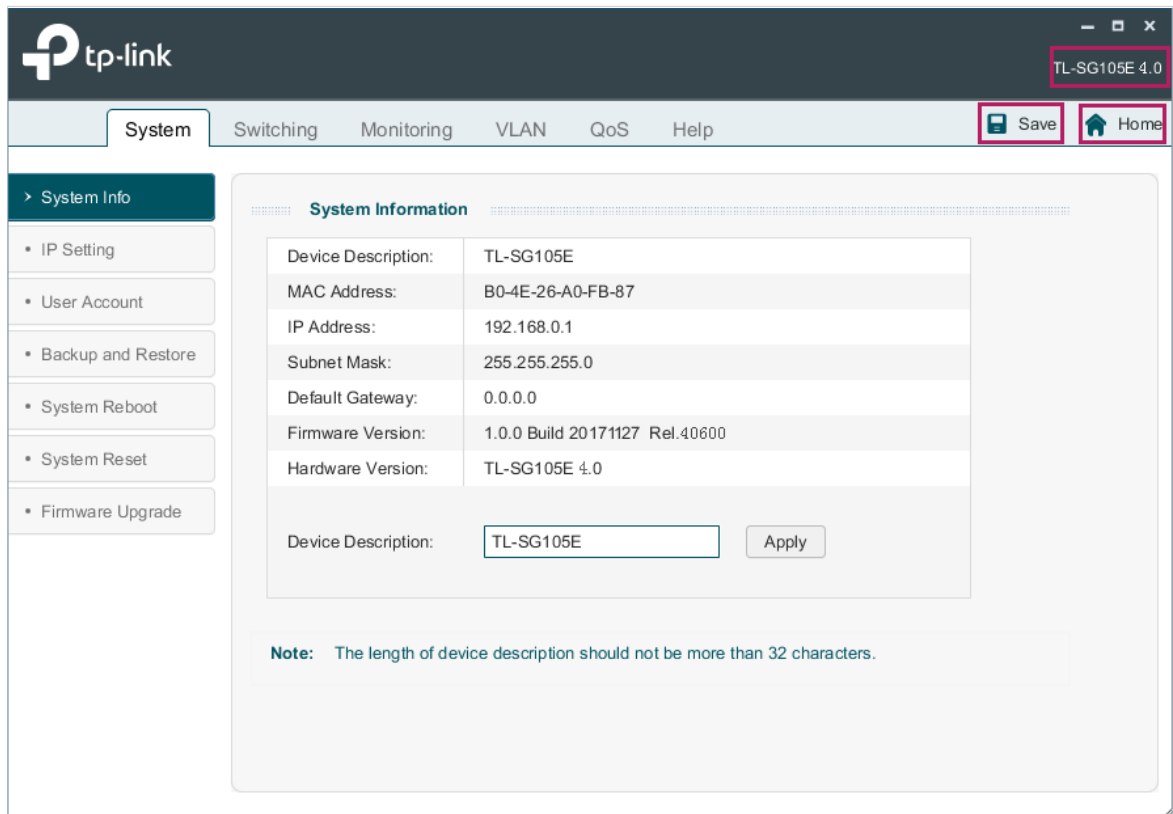 tp-link
TL-SG105E 4.0
System Switching Monitoring VLAN QoS Help Save Home
System Info
IP Setting
User Account
Backup and Restore
System Reboot
System Reset
Firmware Upgrade
System Information
Device Description: TL-SG105E
MAC Address: B0-4E-26-A0-FB-87
IP Address: 192.168.0.1
Subnet Mask: 255.255.255.0
Default Gateway: 0.0.0.0
Firmware Version: 1.0.0 Build 20171127 Rel.40600
Hardware Version: TL-SG105E 4.0
Device Description: TL-SG105E Apply
Note: The length of device description should not be more than 32 characters.